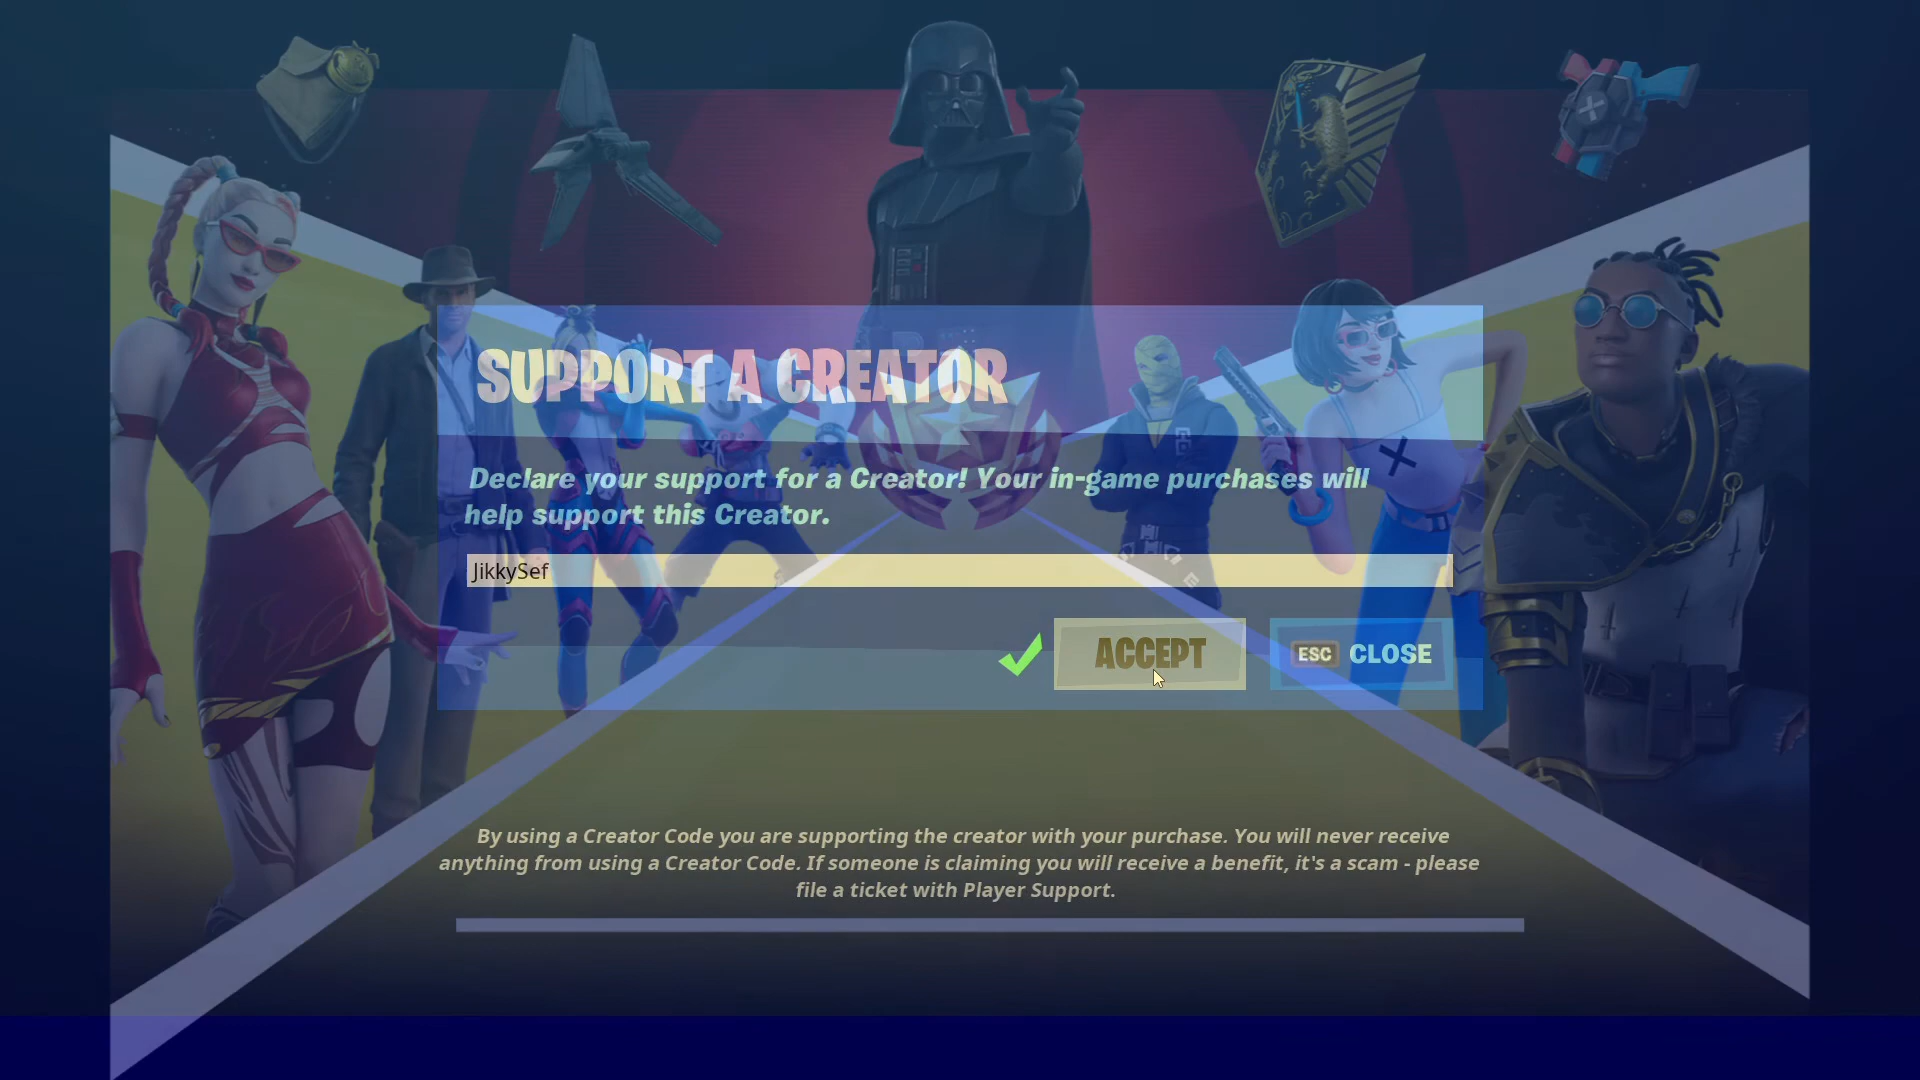 SUPPORT A CREATOR
Declare your support for a Creator! Your in-game purchases will
help support this Creator.
JikkySef
ACCEPT
ESC CLOSE
By using a Creator Code you are supporting the creator with your purchase. You will never receive
anything from using a Creator Code. If someone is claiming you will receive a benefit, it's a scam - please
file a ticket with Player Support.